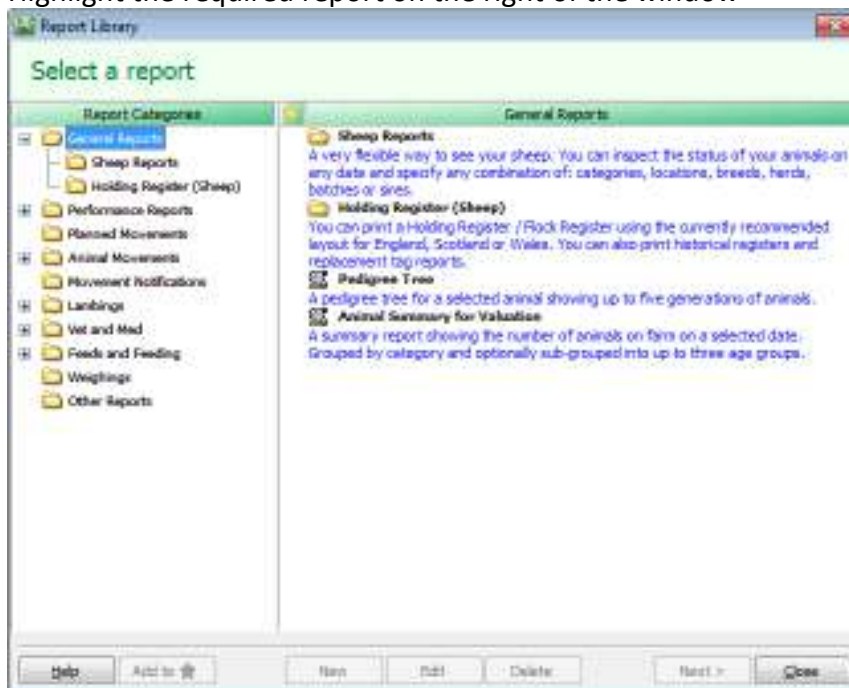 Highlight the required report on the right of the window
Report Library
Select a report
Report Categories
General Reports
Sheep Reports
Holding Register (Sheep)
Performance Reports
Planned Movements
Animal Movements
Movement Notifications
Lambings
Vet and Med
Feeds and Feeding
Weighings
Other Reports
General Reports
Sheep Reports
A very flexible way to see your sheep. You can inspect the status of your animals on
any date and specify any combination of: categories, locations, breeds, herds,
batches or sires.
Holding Register (Sheep)
You can print a Holding Register / Flock Register using the currently recommended
layout for England, Scotland or Wales. You can also print historical registers and
replacement tag reports.
Pedigree Tree
A pedigree tree for a selected animal showing up to five generations of animals.
Animal Summary for Valuation
A summary report showing the number of animals on farm on a selected date.
Grouped by category and optionally sub-grouped into up to three age groups.
Help
Add to
New
Edit
Delete
Next >
Close